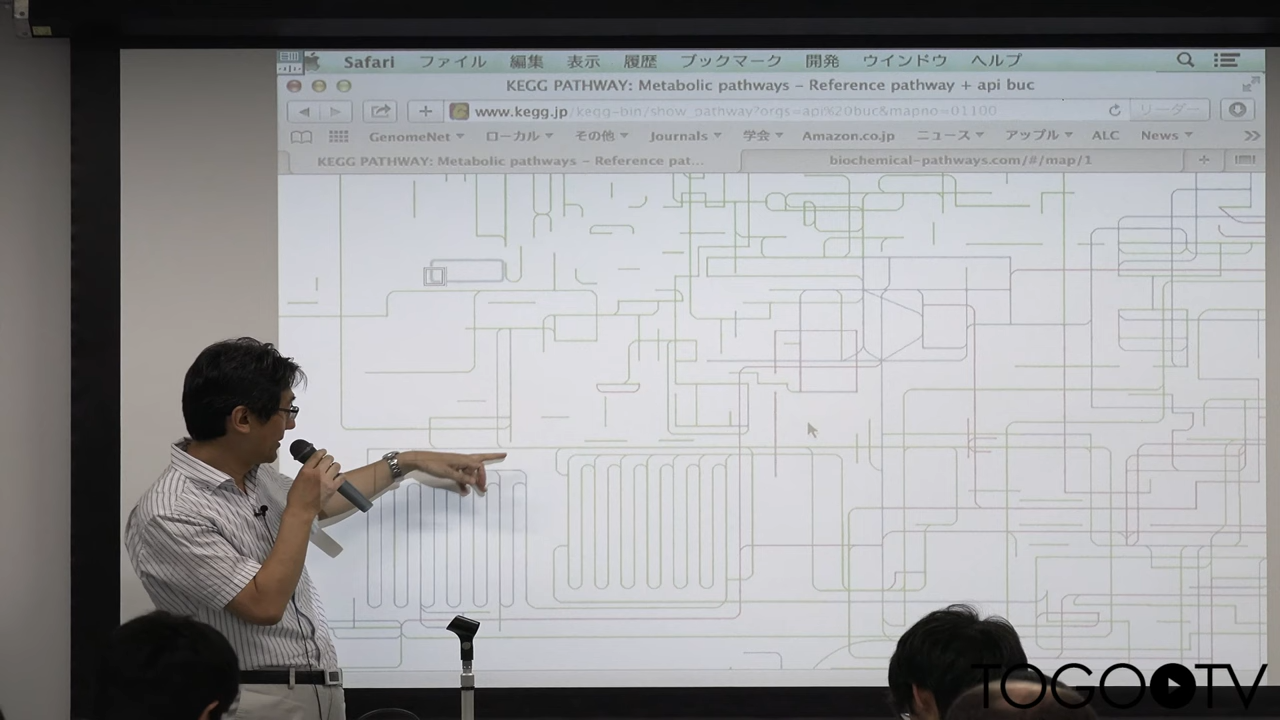 Safari ファイル 編集 表示 履歴 ブックマーク 開発 ウインドウ ヘルプ
KEGG PATHWAY: Metabolic pathways – Reference pathway + api buc
www.kegg.jp/kegg-bin/show_pathway?orgs=api%20buc&mapno=01100 リーダー
GenomeNet ローカル その他 Journals 学会 Amazon.co.jp ニュース アップル ALC News
KEGG PATHWAY: Metabolic pathways – Reference pat... biochemical-pathways.com/#/map/1
TOGO TV